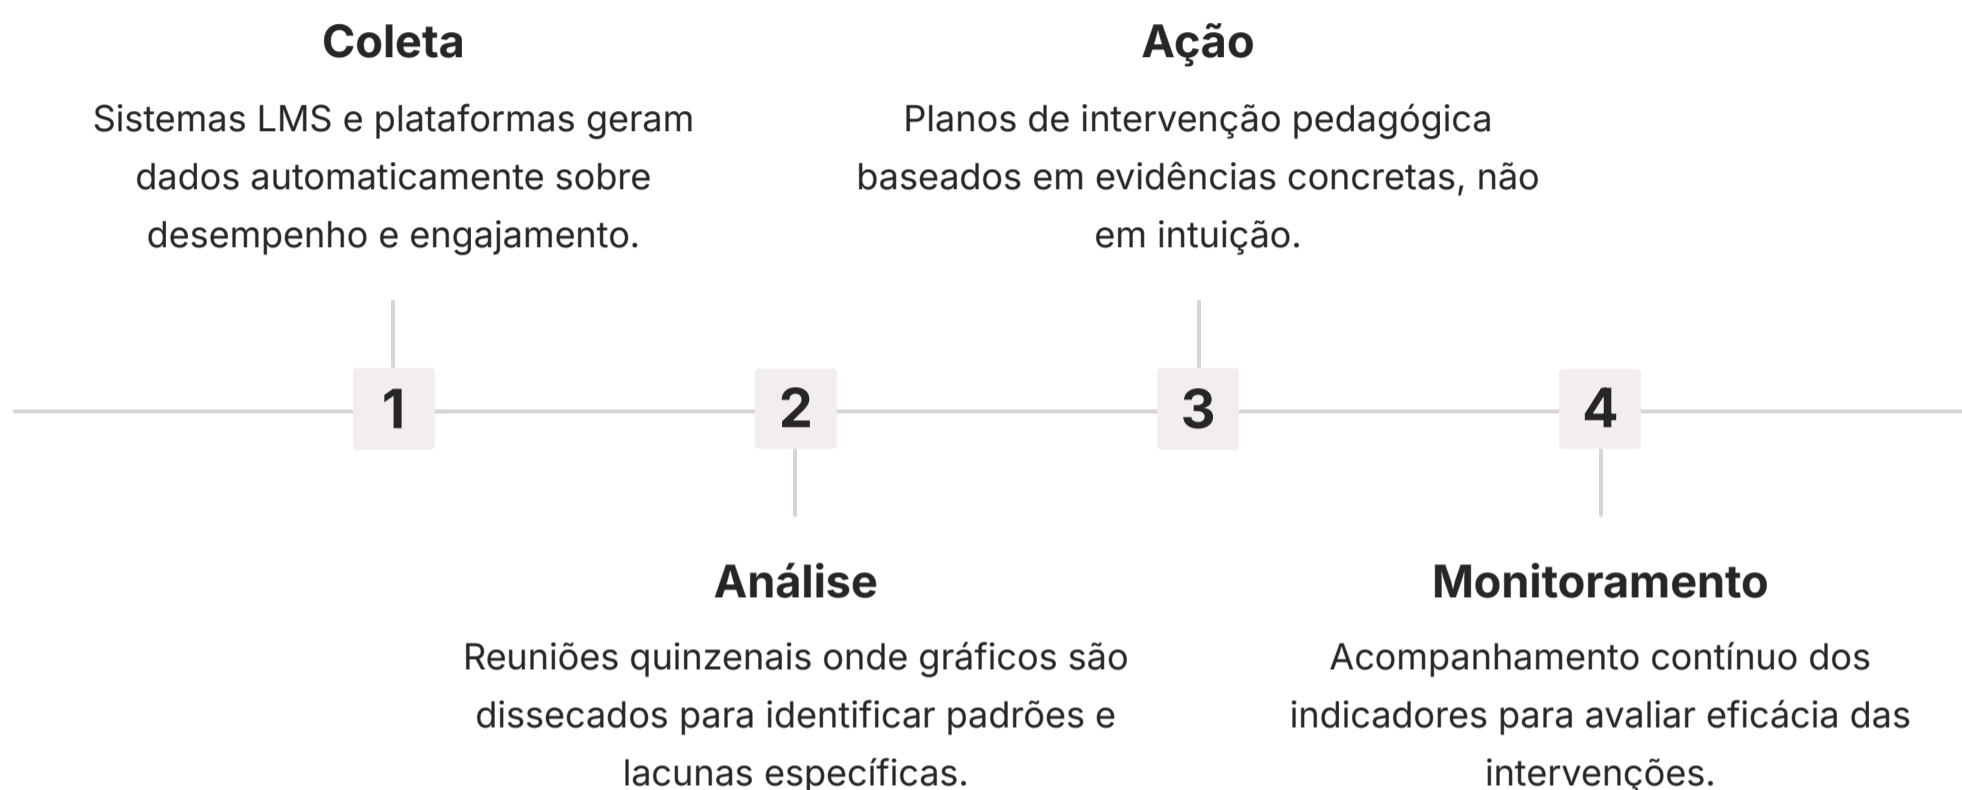 Coleta
Sistemas LMS e plataformas geram
dados automaticamente sobre
desempenho e engajamento.
1
2
Análise
Reuniões quinzenais onde gráficos são
dissecados para identificar padrões e
lacunas específicas.
Ação
Planos de intervenção pedagógica
baseados em evidências concretas, não
em intuição.
3
4
Monitoramento
Acompanhamento contínuo dos
indicadores para avaliar eficácia das
intervenções.